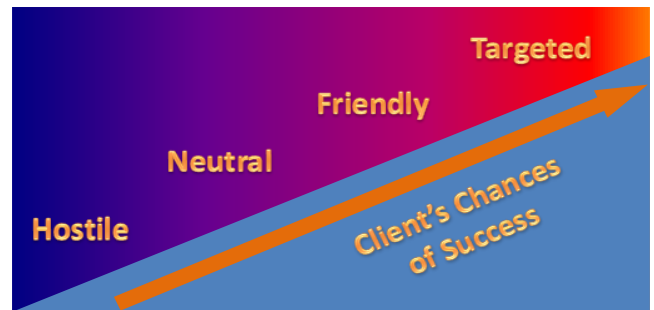 Targeted
Friendly
Neutral
Hostile
Client's Chances
of Success